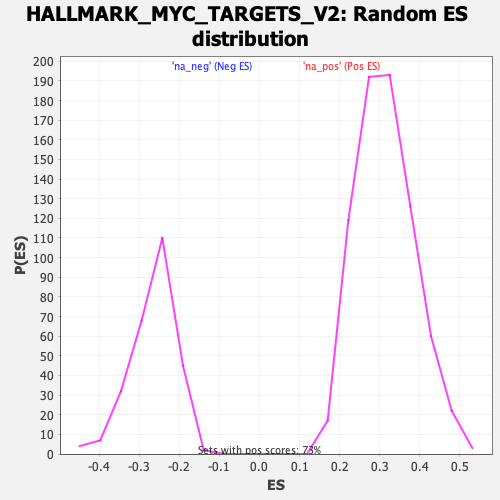 HALLMARK_MYC_TARGETS_V2: Random ES
distribution
'na_neg' (Neg ES)
'na_pos' (Pos ES)
200
190
180
170
160
150
140
130
120
110
100
90
80
70
60
50
40
30
20
10
0
P(ES)
Sets with pos scores: 73%
-0.4 -0.3 -0.2 -0.1 0.0 0.1 0.2 0.3 0.4 0.5
ES